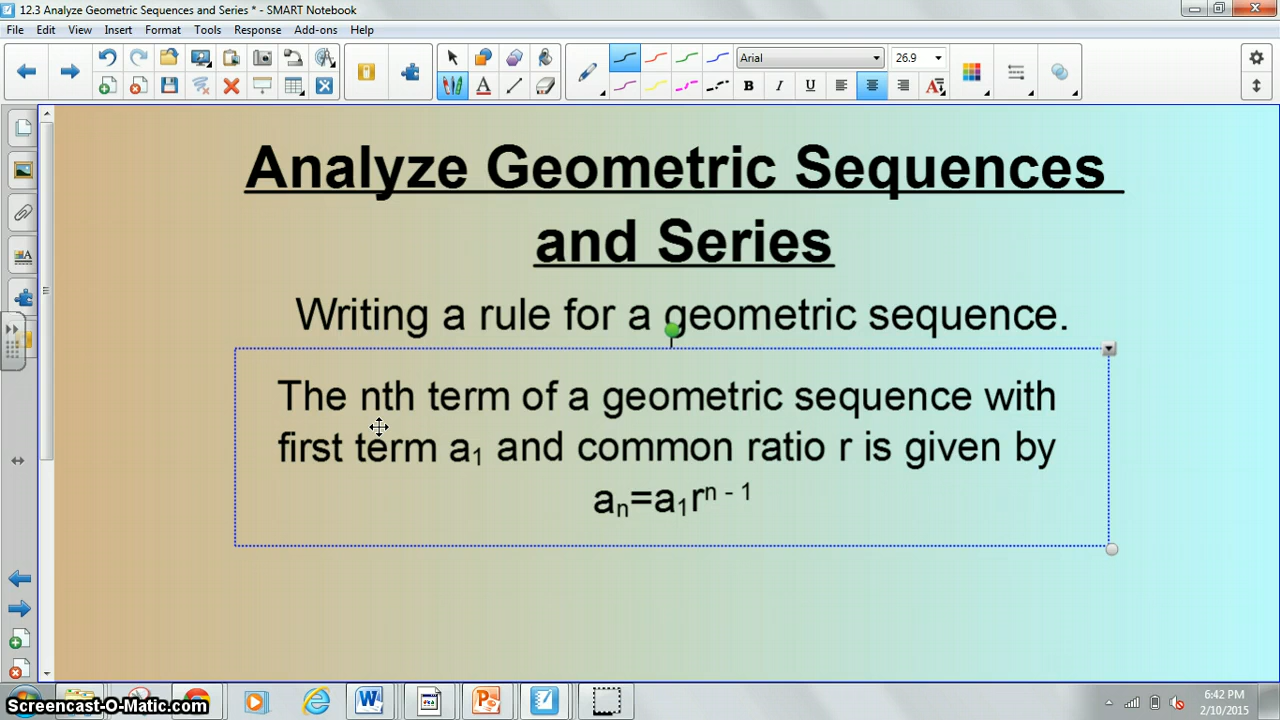 12.3 Analyze Geometric Sequences and Series * - SMART Notebook
File Edit View Insert Format Tools Response Add-ons Help
Arial 26.9
B I U
Analyze Geometric Sequences
and Series
Writing a rule for a geometric sequence.
The nth term of a geometric sequence with
first term a₁ and common ratio r is given by
aₙ=a₁rⁿ ⁻ ¹
6:42 PM
2/10/2015
Screencast-O-Matic.com